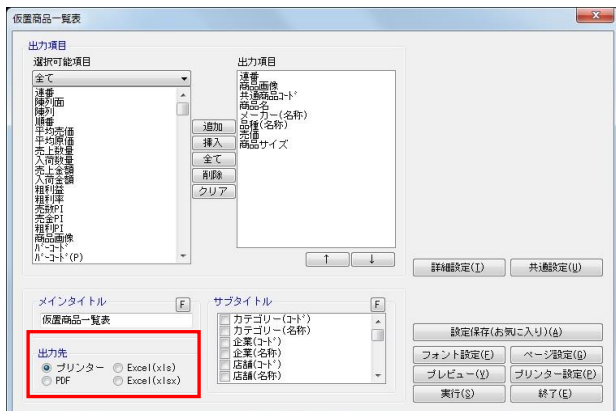 仮置商品一覧表
出力項目
選択可能項目
全て
連番
陳列面
陳列
順番
平均売価
平均原価
売上数量
入荷数量
売上金額
入荷金額
粗利益
粗利率
売数PI
売金PI
粗利PI
商品画像
ﾊﾞｰｺｰﾄﾞ
ﾊﾞｰｺｰﾄﾞ(P)
追加
挿入
全て
削除
クリア
出力項目
連番
商品画像
共通商品ｺｰﾄﾞ
商品名
メーカー(名称)
品種(名称)
売価
商品サイズ
↑ ↓
詳細設定(T) 共通設定(U)
メインタイトル F
仮置商品一覧表
出力先
プリンター Excel(xls)
PDF Excel(xlsx)
サブタイトル F
カテゴリー(ｺｰﾄﾞ)
カテゴリー(名称)
企業(ｺｰﾄﾞ)
企業(名称)
店舗(ｺｰﾄﾞ)
店舗(名称)
設定保存(お気に入り)(A)
フォント設定(F) ページ設定(G)
プレビュー(V) プリンター設定(P)
実行(S) 終了(E)